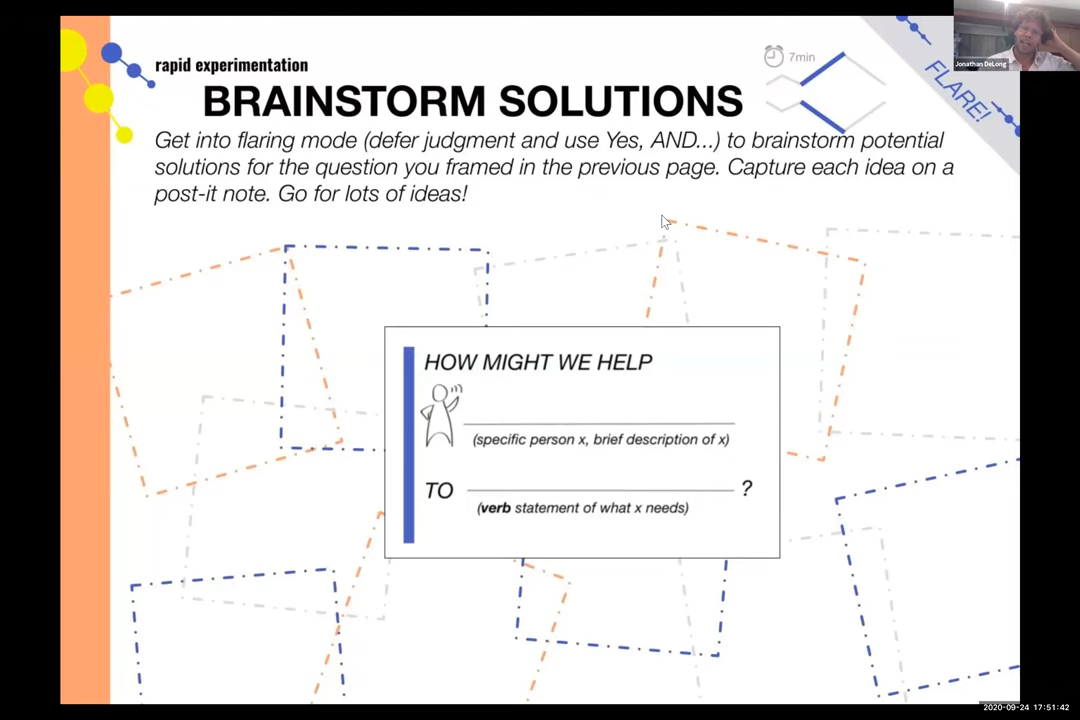 Jonathan DeLong
rapid experimentation
7min
FLARE!
BRAINSTORM SOLUTIONS
Get into flaring mode (defer judgment and use Yes, AND...) to brainstorm potential
solutions for the question you framed in the previous page. Capture each idea on a
post-it note. Go for lots of ideas!
HOW MIGHT WE HELP
(specific person x, brief description of x)
TO ?
(verb statement of what x needs)
2020-09-24 17:51:42